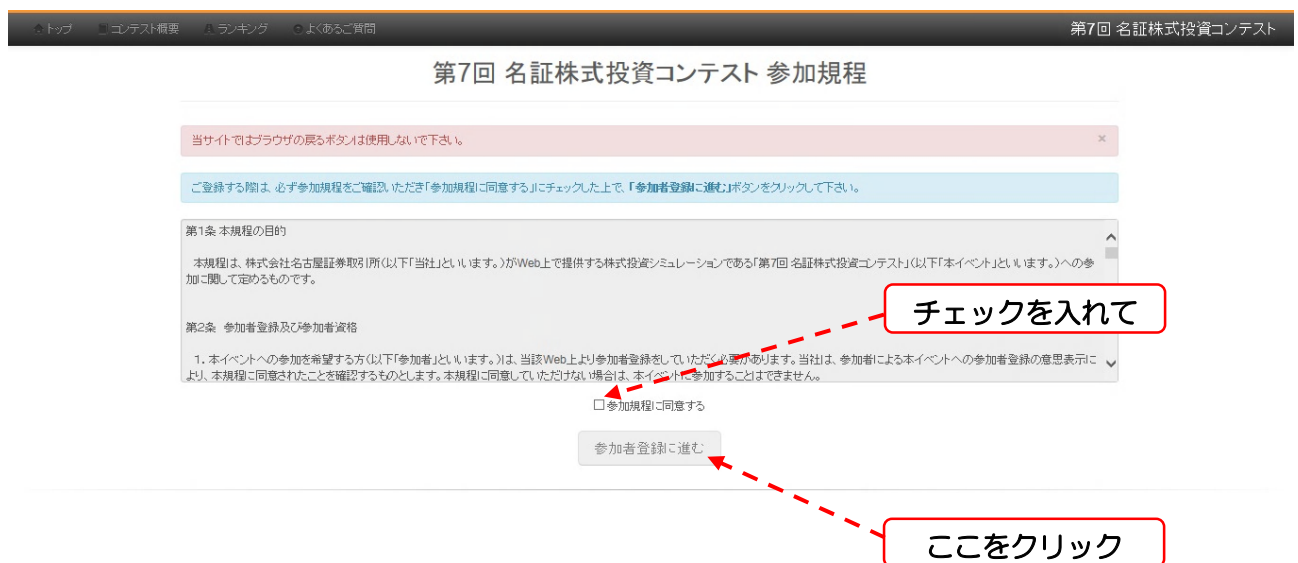 トップ コンテスト概要 ランキング よくあるご質問 第7回 名証株式投資コンテスト
第7回 名証株式投資コンテスト 参加規程
当サイトではブラウザの戻るボタンは使用しないで下さい。 ×
ご登録する際は、必ず参加規程をご確認いただき「参加規程に同意する」にチェックした上で、「参加者登録に進む」ボタンをクリックして下さい。
第1条 本規程の目的
本規程は、株式会社名古屋証券取引所(以下「当社」といいます。)がWeb上で提供する株式投資シミュレーションである「第7回 名証株式投資コンテスト」(以下「本イベント」といいます。)への参
加に関して定めるものです。
チェックを入れて
第2条 参加者登録及び参加者資格
1. 本イベントへの参加を希望する方(以下「参加者」といいます。)は、当該Web上より参加者登録をしていただく必要があります。当社は、参加者による本イベントへの参加者登録の意思表示に
より、本規程に同意されたことを確認するものとします。本規程に同意していただけない場合は、本イベントに参加することはできません。
参加規程に同意する
参加者登録に進む
ここをクリック